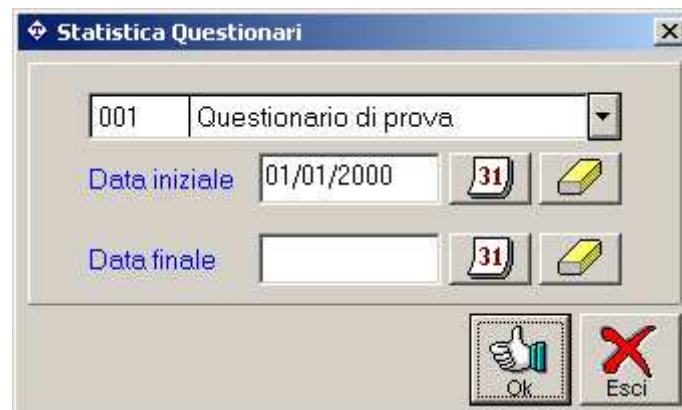 Statistica Questionari
001 Questionario di prova
Data iniziale 01/01/2000 31
Data finale 31
Ok Esci